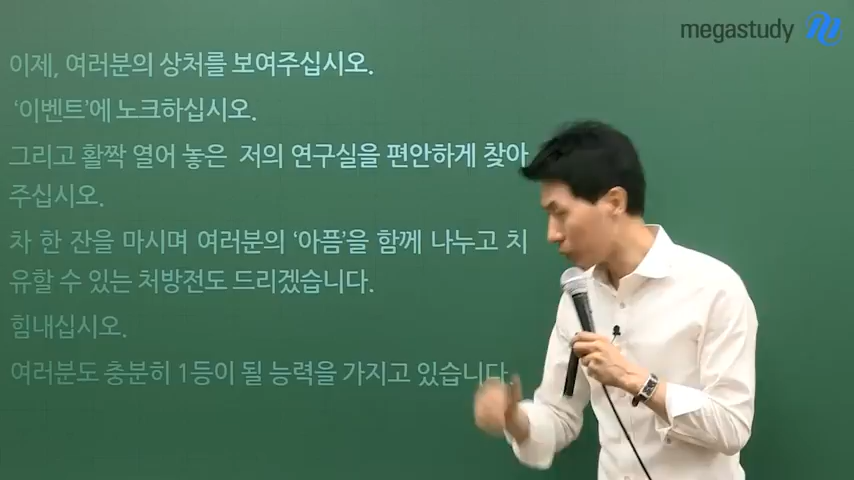 megastudy
이제, 여러분의 상처를 보여주십시오.
‘이벤트’에 노크하십시오.
그리고 활짝 열어 놓은 저의 연구실을 편안하게 찾아
주십시오.
차 한 잔을 마시며 여러분의 ‘아픔’을 함께 나누고 치
유할 수 있는 처방전도 드리겠습니다.
힘내십시오.
여러분도 충분히 1등이 될 능력을 가지고 있습니다.